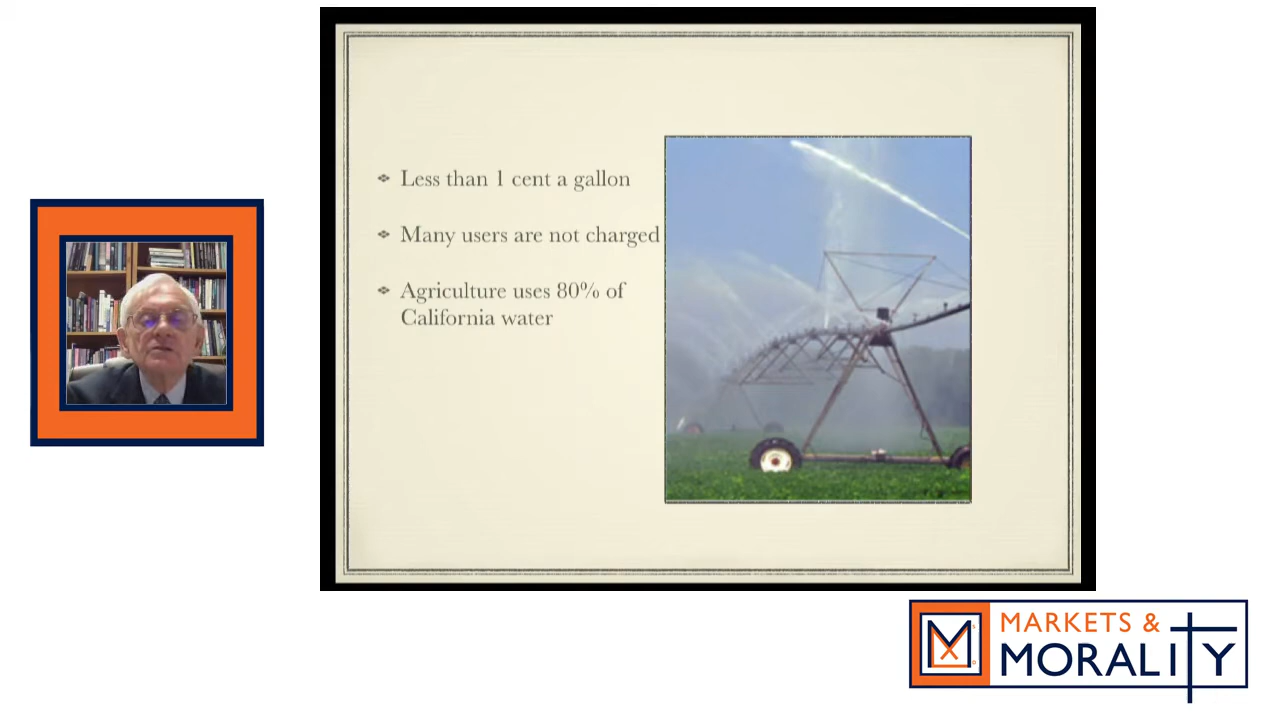 Less than 1 cent a gallon
Many users are not charged
Agriculture uses 80% of
California water
MARKETS &
MORALITY